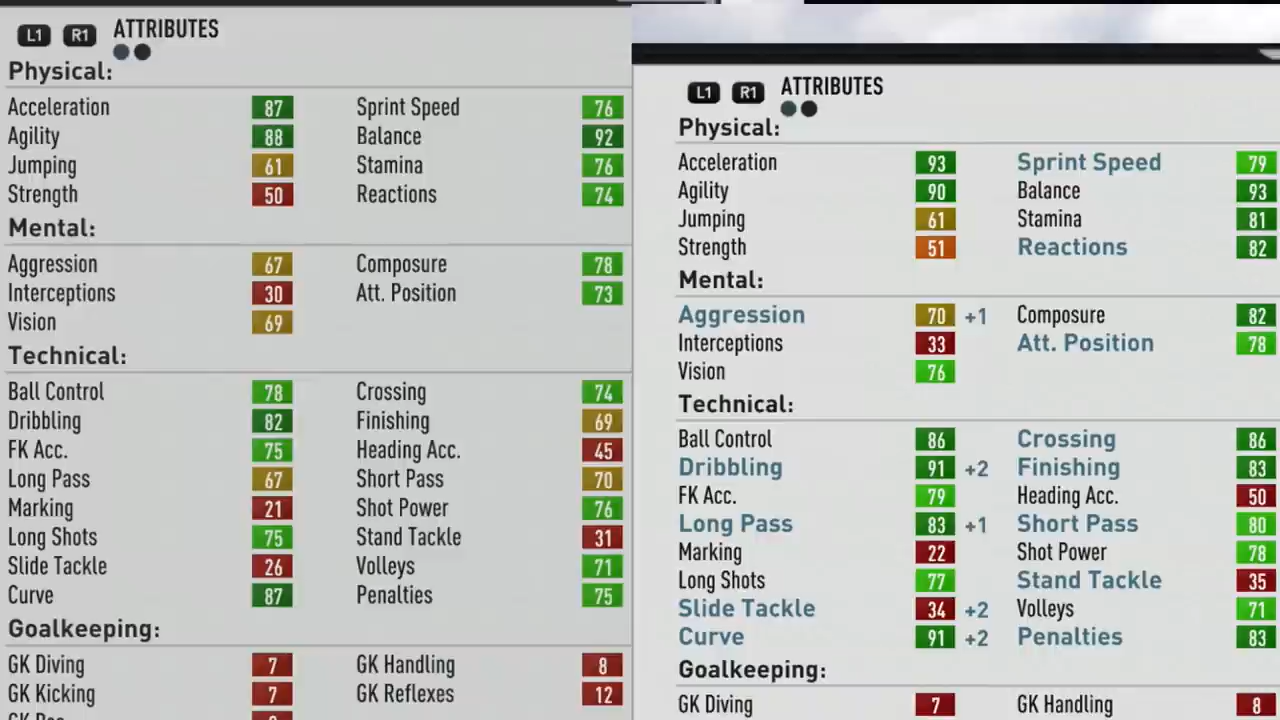 L1 R1 ATTRIBUTES
Physical:
Acceleration 87 Sprint Speed 76
Agility 88 Balance 92
Jumping 61 Stamina 76
Strength 50 Reactions 74
Mental:
Aggression 67 Composure 78
Interceptions 30 Att. Position 73
Vision 69
Technical:
Ball Control 78 Crossing 74
Dribbling 82 Finishing 69
FK Acc. 75 Heading Acc. 45
Long Pass 67 Short Pass 70
Marking 21 Shot Power 76
Long Shots 75 Stand Tackle 31
Slide Tackle 26 Volleys 71
Curve 87 Penalties 75
Goalkeeping:
GK Diving 7 GK Handling 8
GK Kicking 7 GK Reflexes 12
L1 R1 ATTRIBUTES
Physical:
Acceleration 93 Sprint Speed 79
Agility 90 Balance 93
Jumping 61 Stamina 81
Strength 51 Reactions 82
Mental:
Aggression 70 +1 Composure 82
Interceptions 33 Att. Position 78
Vision 76
Technical:
Ball Control 86 Crossing 86
Dribbling 91 +2 Finishing 83
FK Acc. 79 Heading Acc. 50
Long Pass 83 +1 Short Pass 80
Marking 22 Shot Power 78
Long Shots 77 Stand Tackle 35
Slide Tackle 34 +2 Volleys 71
Curve 91 +2 Penalties 83
Goalkeeping:
GK Diving 7 GK Handling 8